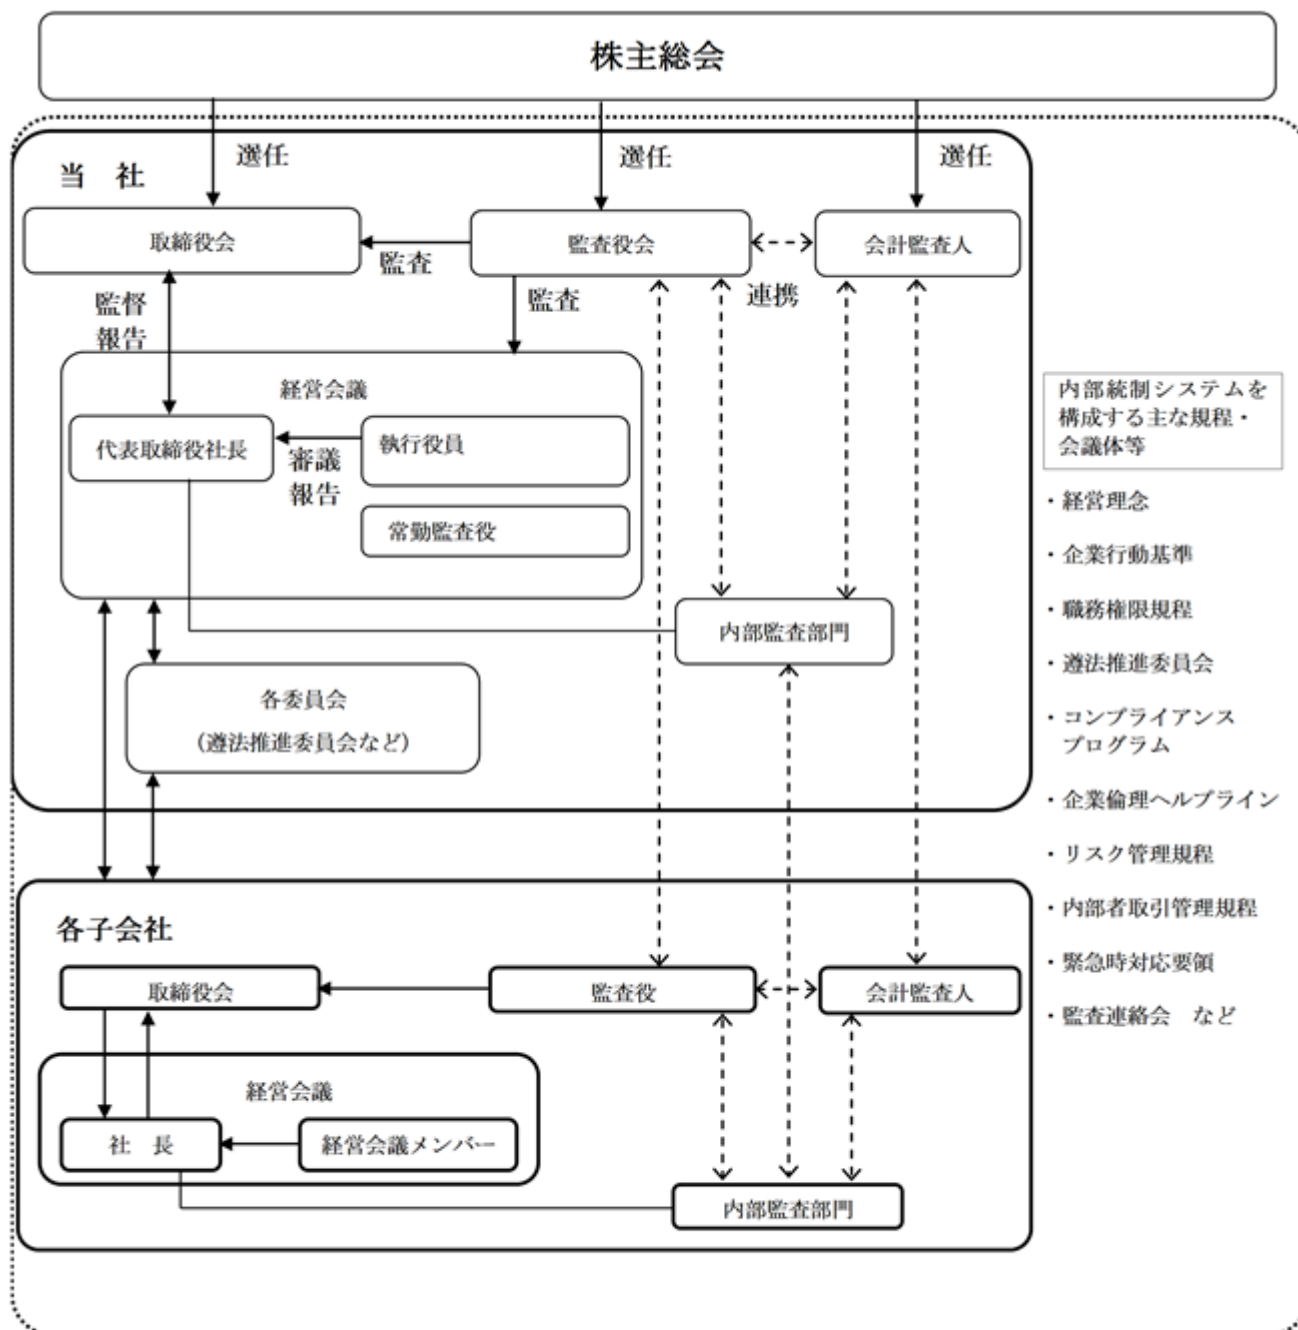 株主総会
選任
選任
選任
当　社
取締役会
監査
監査役会
会計監査人
連携
監督
報告
監査
経営会議
代表取締役社長
審議
報告
執行役員
常勤監査役
内部監査部門
各委員会
（遵法推進委員会など）
各子会社
取締役会
監査役
会計監査人
経営会議
社　長
経営会議メンバー
内部監査部門
内部統制システムを
構成する主な規程・
会議体等
・経営理念
・企業行動基準
・職務権限規程
・遵法推進委員会
・コンプライアンス
プログラム
・企業倫理ヘルプライン
・リスク管理規程
・内部者取引管理規程
・緊急時対応要領
・監査連絡会　など